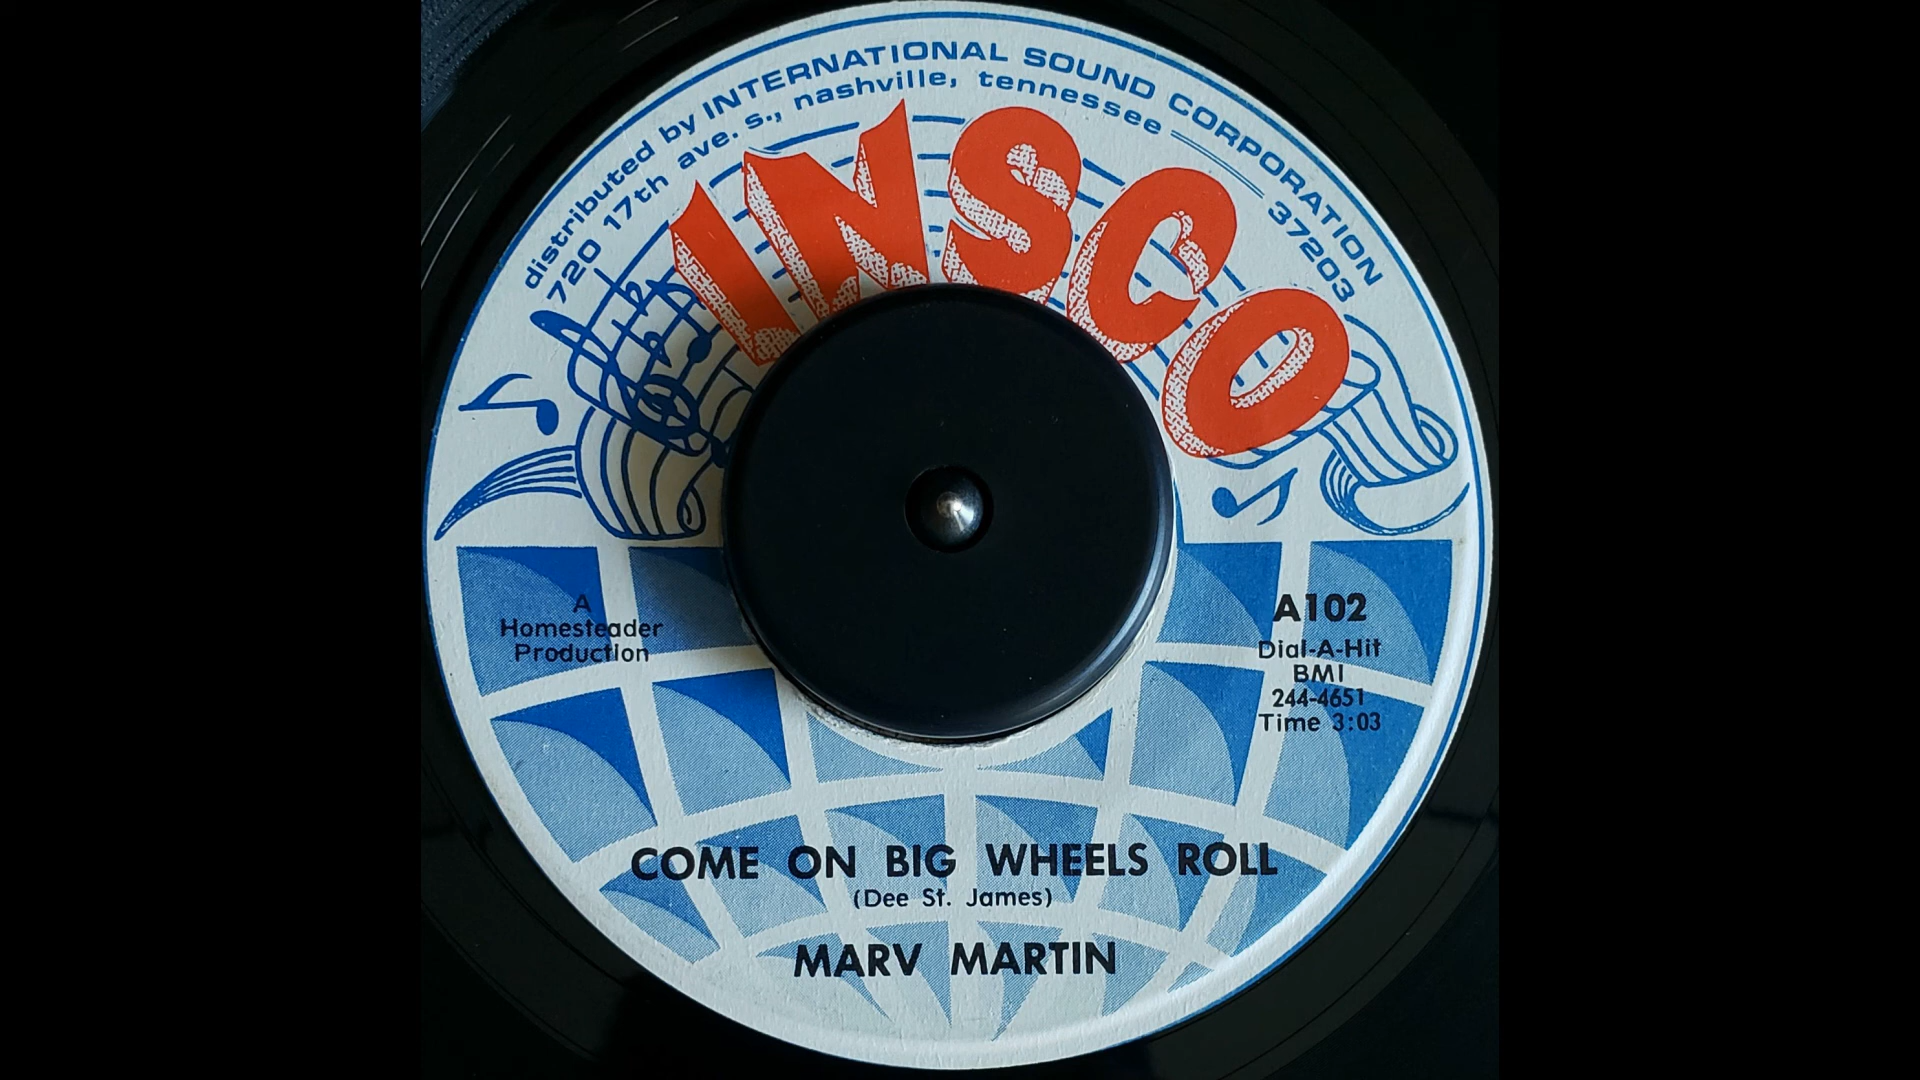 distributed by INTERNATIONAL SOUND CORPORATION
720 17th ave. s., nashville, tennessee 37203
INSCO
A
Homesteader
Production
A102
Dial-A-Hit
BMI
244-4651
Time 3:03
COME ON BIG WHEELS ROLL
(Dee St. James)
MARV MARTIN